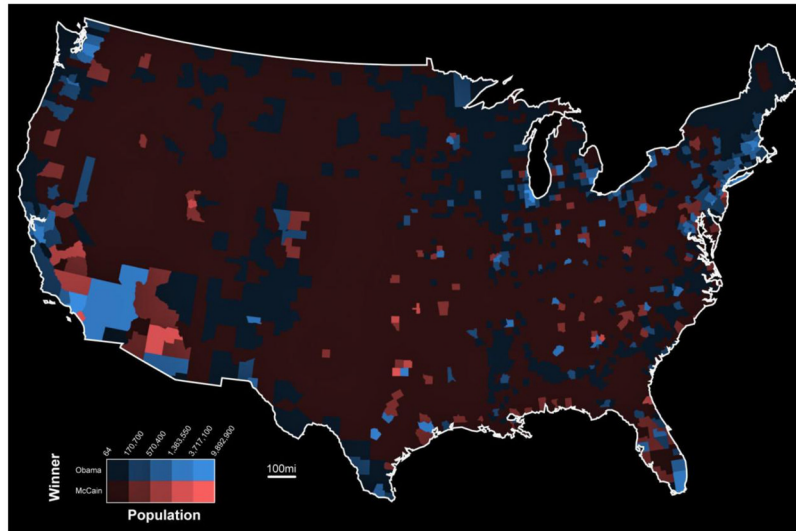 64
170,700
570,400
1,363,550
3,717,100
9,892,900
Winner
Obama
McCain
Population
100mi